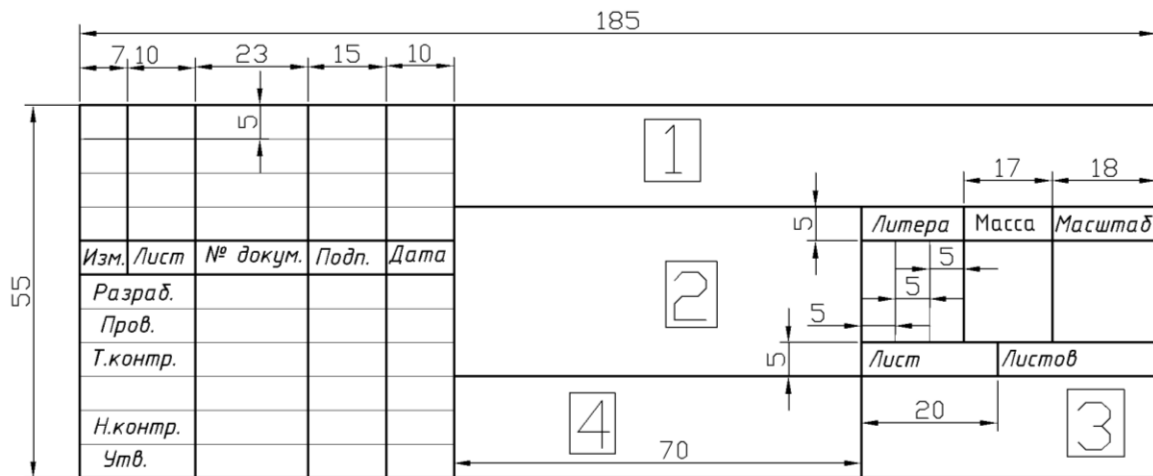 185
7 10 23 15 10
5
1
17 18
5 Литера Масса Масштаб
Изм. Лист № докум. Подп. Дата
5
55 Разраб. 2 5
Пров. 5
Т.контр. 5 Лист Листов
4 20 3
Н.контр. 70
Утв.